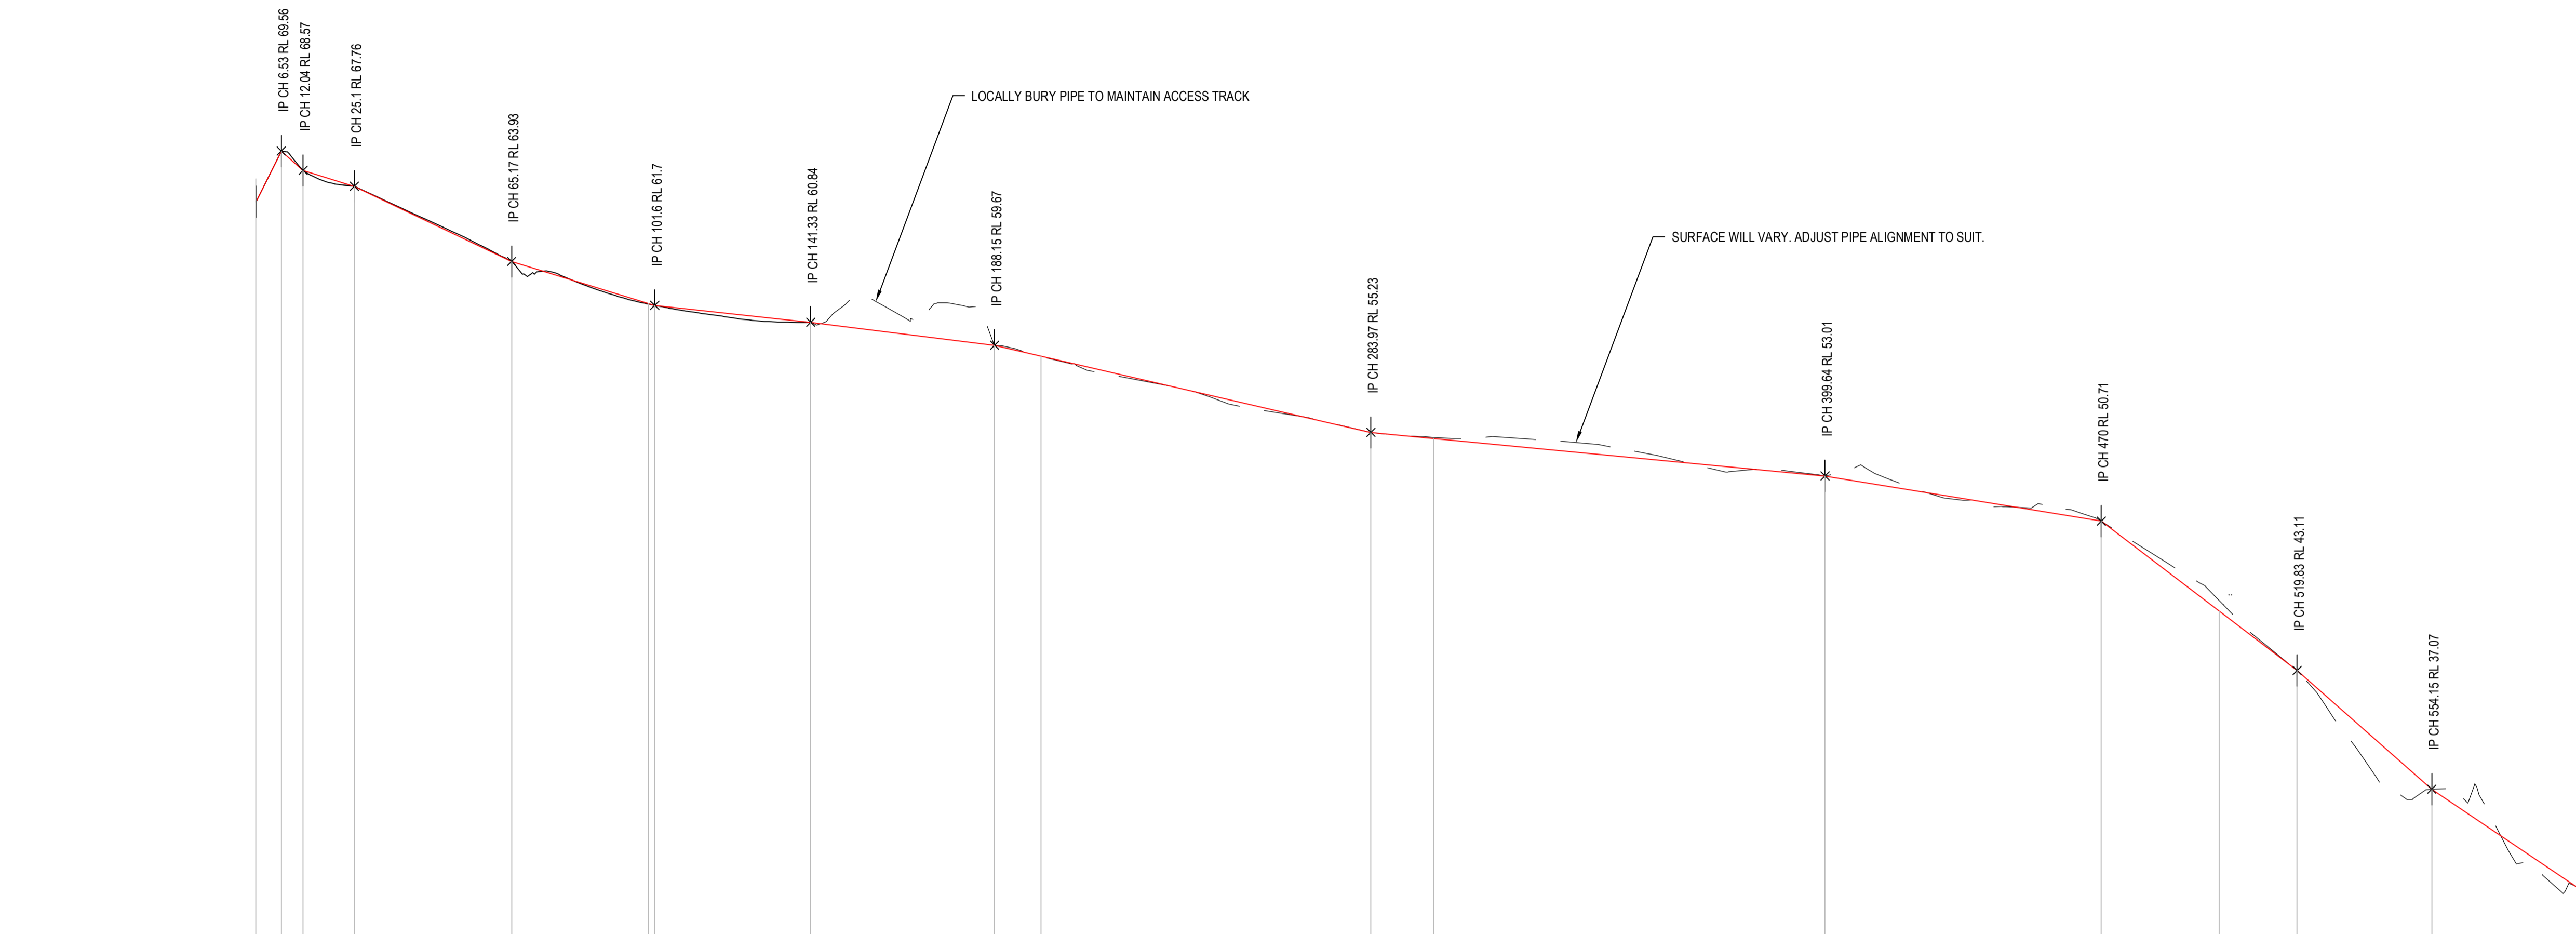 IP CH 6.53 RL 69.56
IP CH 12.04 RL 68.57
IP CH 25.1 RL 67.76
IP CH 65.17 RL 63.93
IP CH 101.6 RL 61.7
IP CH 141.33 RL 60.84
LOCALLY BURY PIPE TO MAINTAIN ACCESS TRACK
IP CH 188.15 RL 59.67
IP CH 283.97 RL 55.23
SURFACE WILL VARY. ADJUST PIPE ALIGNMENT TO SUIT.
IP CH 399.64 RL 53.01
IP CH 470 RL 50.71
IP CH 519.83 RL 43.11
IP CH 554.15 RL 37.07